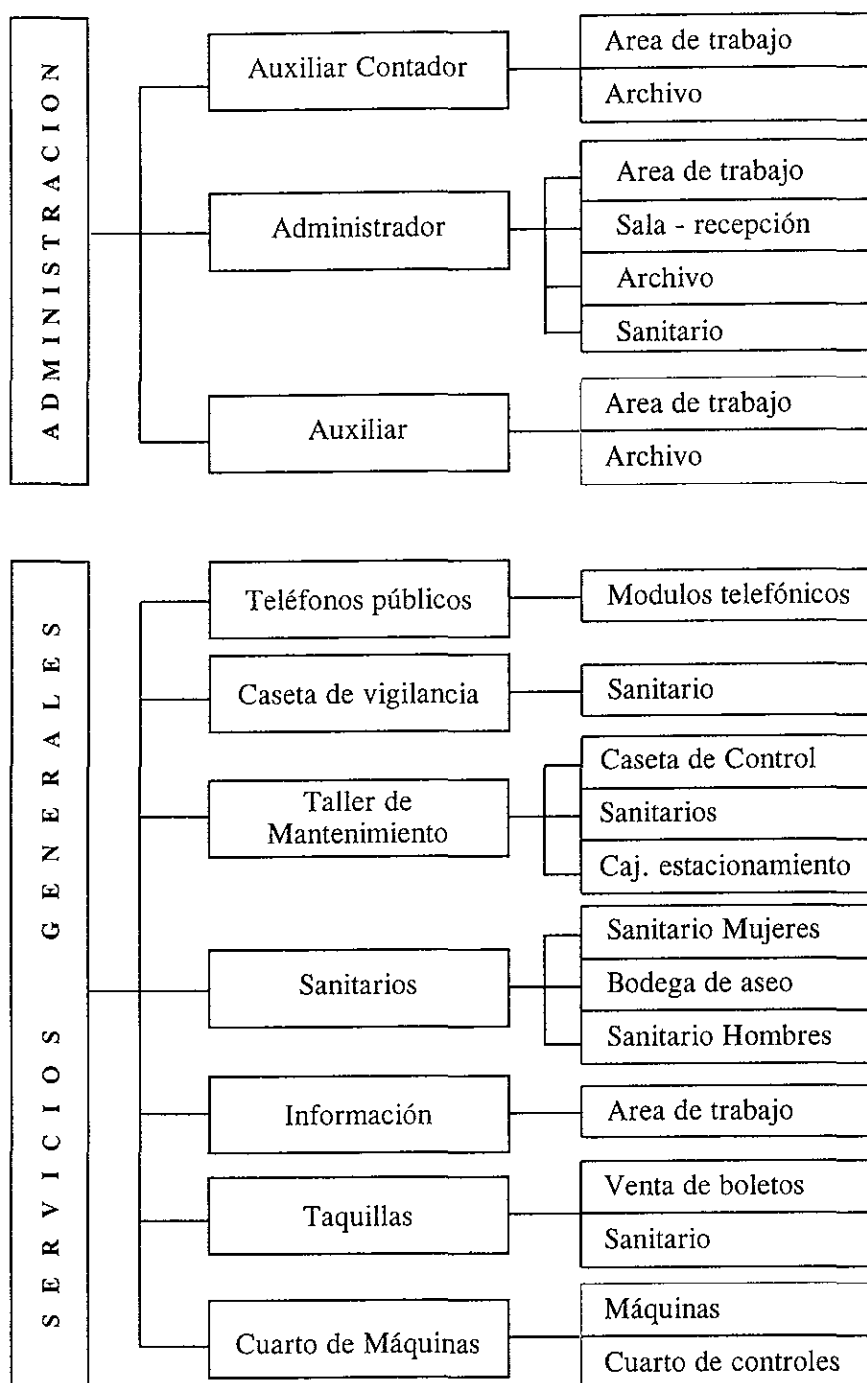 ADMINISTRACION
Auxiliar Contador
Area de trabajo
Archivo
Administrador
Area de trabajo
Sala - recepción
Archivo
Sanitario
Auxiliar
Area de trabajo
Archivo
SERVICIOS GENERALES
Teléfonos públicos
Modulos telefónicos
Caseta de vigilancia
Sanitario
Taller de
Mantenimiento
Caseta de Control
Sanitarios
Caj. estacionamiento
Sanitarios
Sanitario Mujeres
Bodega de aseo
Sanitario Hombres
Información
Area de trabajo
Taquillas
Venta de boletos
Sanitario
Cuarto de Máquinas
Máquinas
Cuarto de controles